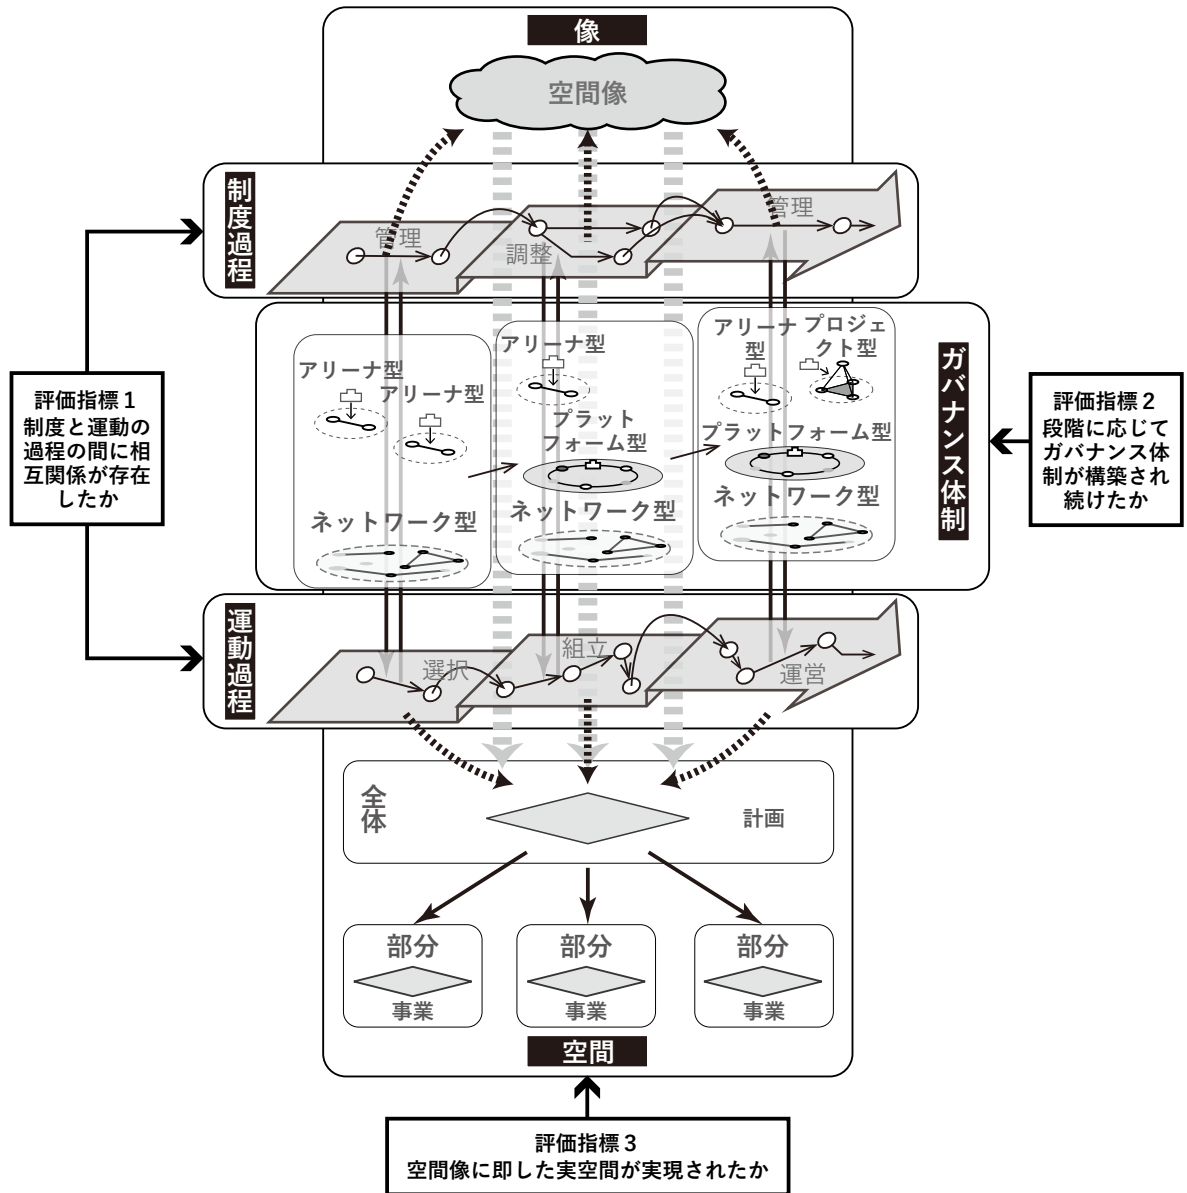 像
空間像
制度過程
管理
調整
管理
アリーナ型
アリーナ型
ネットワーク型
アリーナ型
プラット
フォーム型
ネットワーク型
アリーナ
型
プロジェ
クト型
プラットフォーム型
ネットワーク型
ガバナンス体制
評価指標1
制度と運動の
過程の間に相
互関係が存在
したか
評価指標2
段階に応じて
ガバナンス体
制が構築され
続けたか
運動過程
選択
組立
運営
全体
計画
部分
事業
部分
事業
部分
事業
空間
評価指標3
空間像に即した実空間が実現されたか